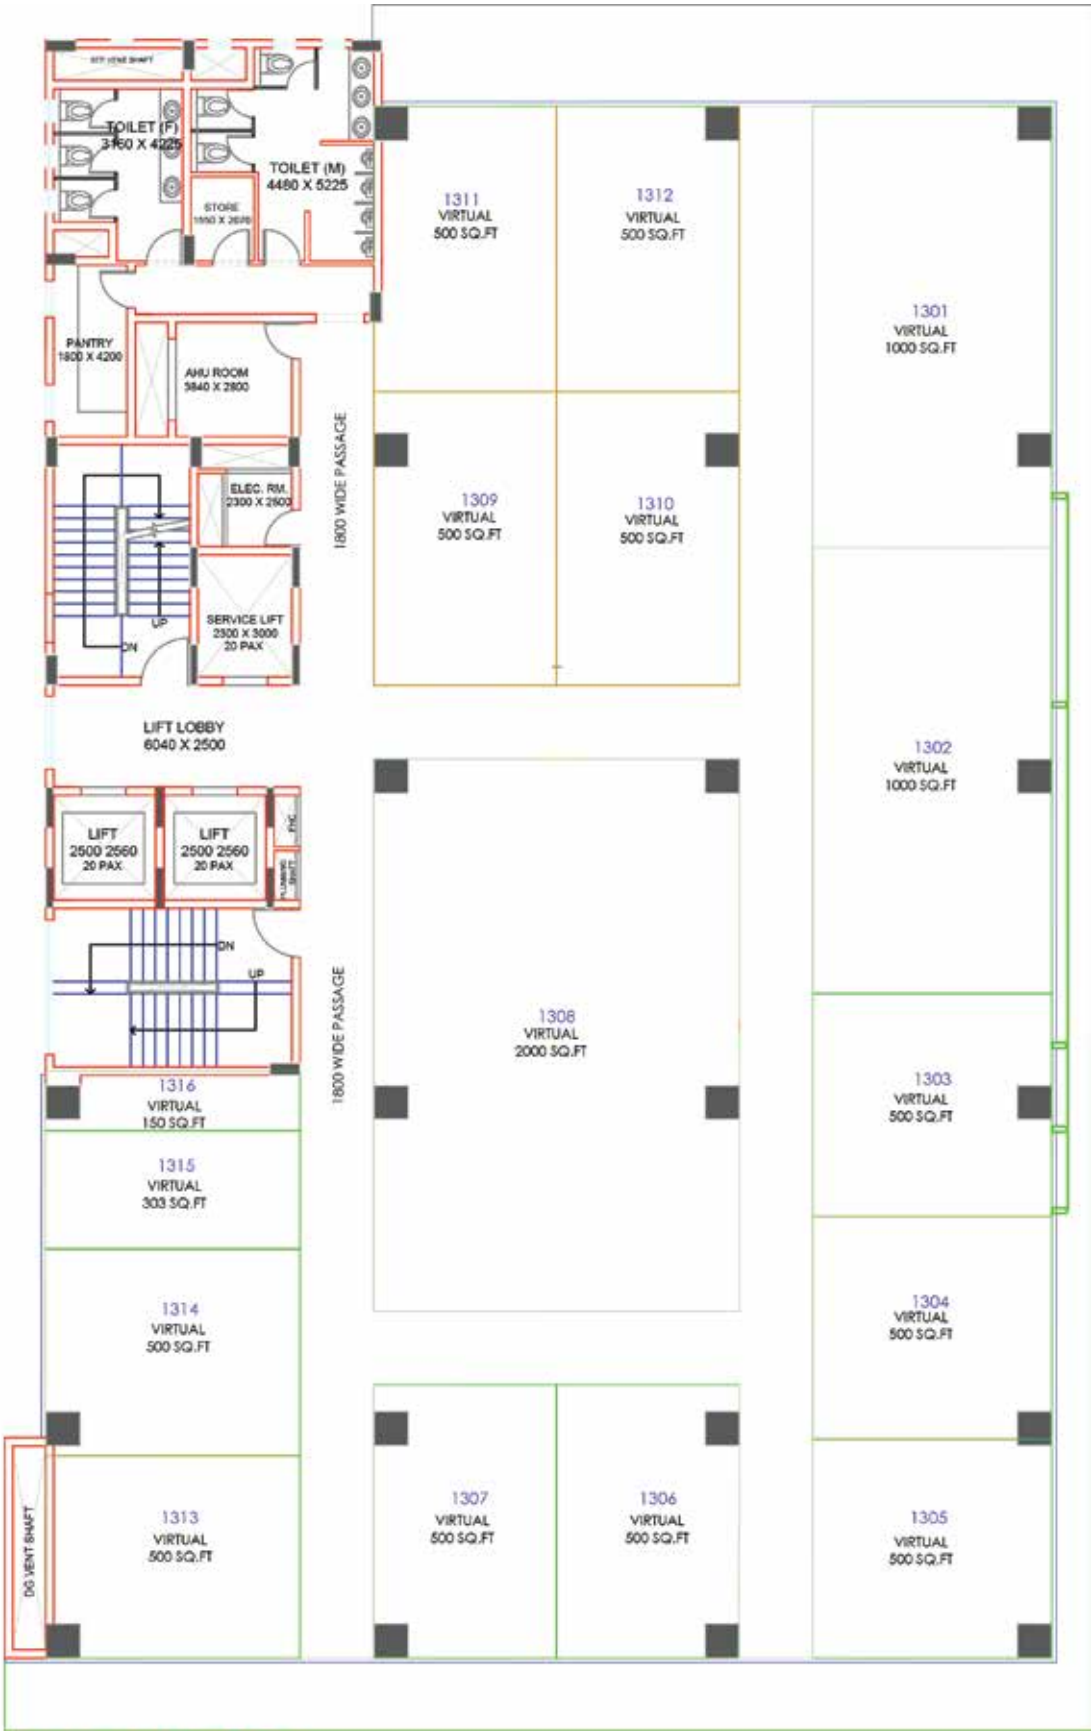 TOILET (F)
3160 X 4225
TOILET (M)
4480 X 5225
STORE
PANTRY
1800 X 4200
AHU ROOM
3840 X 2800
ELEC. RM.
2300 X 2500
UP
DN
SERVICE LIFT
2300 X 3000
20 PAX
1800 WIDE PASSAGE
1311
VIRTUAL
500 SQ.FT
1312
VIRTUAL
500 SQ.FT
1301
VIRTUAL
1000 SQ.FT
1309
VIRTUAL
500 SQ.FT
1310
VIRTUAL
500 SQ.FT
LIFT LOBBY
6040 X 2500
1302
VIRTUAL
1000 SQ.FT
LIFT
2500 2560
20 PAX
LIFT
2500 2560
20 PAX
FHC
PLUMBING
SHAFT
DN
UP
1800 WIDE PASSAGE
1308
VIRTUAL
2000 SQ.FT
1316
VIRTUAL
150 SQ.FT
1303
VIRTUAL
500 SQ.FT
1315
VIRTUAL
303 SQ.FT
1314
VIRTUAL
500 SQ.FT
1304
VIRTUAL
500 SQ.FT
DG VENT SHAFT
1313
VIRTUAL
500 SQ.FT
1307
VIRTUAL
500 SQ.FT
1306
VIRTUAL
500 SQ.FT
1305
VIRTUAL
500 SQ.FT